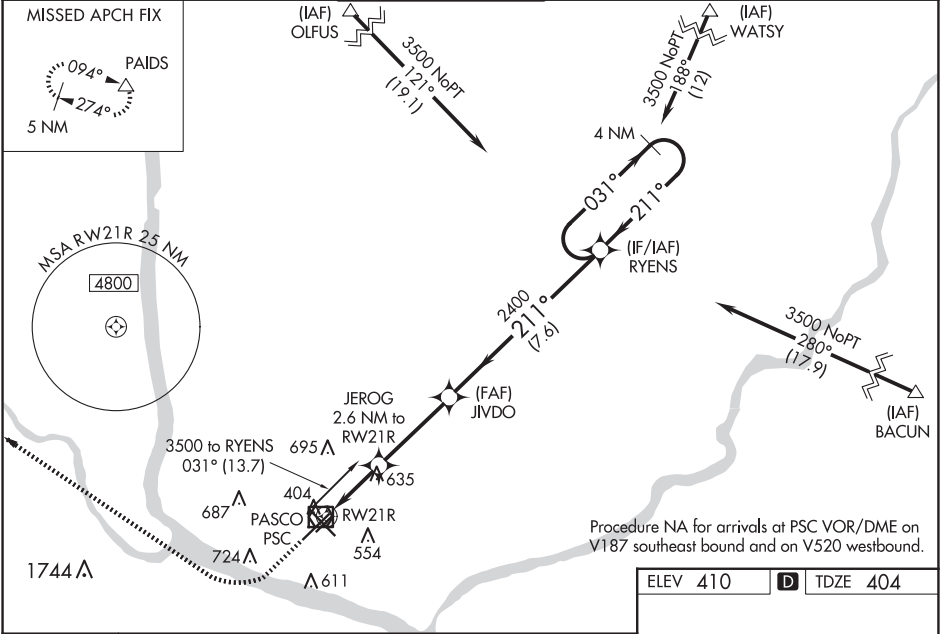 MISSED APCH FIX
PAIDS
094°
274°
5 NM
(IAF)
OLFUS
3500 NoPT
121°
(19.1)
(IAF)
WATSY
3500 NoPT
188°
(12)
4 NM
031°
211°
(IF/IAF)
RYENS
MSA RW21R 25 NM
4800
2400
211°
(7.6)
3500 NoPT
280°
(17.9)
(IAF)
BACUN
(FAF)
JIVDO
JEROG
2.6 NM to
RW21R
3500 to RYENS
031° (13.7)
695
635
404
687
PASCO
PSC
RW21R
554
724
611
1744
Procedure NA for arrivals at PSC VOR/DME on
V187 southeast bound and on V520 westbound.
ELEV 410 D TDZE 404